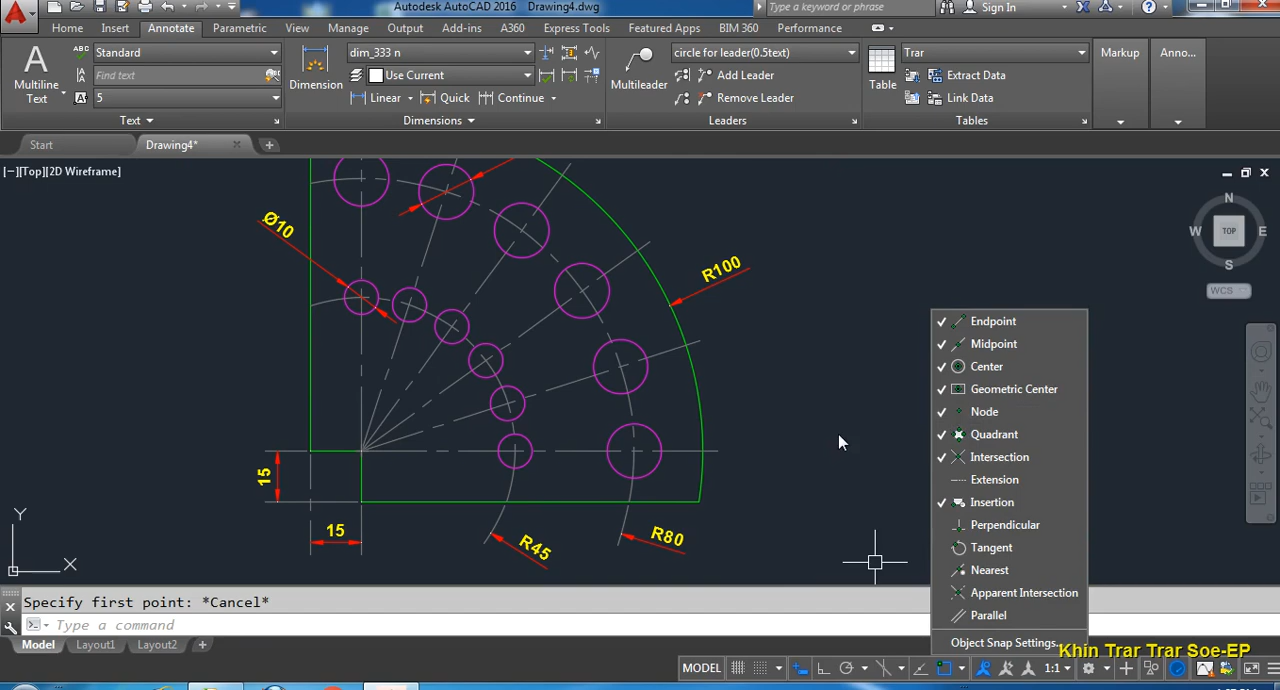 Autodesk AutoCAD 2016 Drawing4.dwg
Type a keyword or phrase
Sign In
Home Insert Annotate Parametric View Manage Output Add-ins A360 Express Tools Featured Apps BIM 360 Performance
Multiline
Text
ABC
Standard
Find text
5
Text
Dimension
dim_333 n
Use Current
Linear
Quick
Continue
Dimensions
Multileader
circle for leader(0.5text)
Add Leader
Remove Leader
Leaders
Table
Trar
Extract Data
Link Data
Tables
Markup
Anno...
Start
Drawing4*
[−][Top][2D Wireframe]
N
W
TOP
E
S
WCS
Ø10
R100
15
15
R45
R80
Y
X
Endpoint
Midpoint
Center
Geometric Center
Node
Quadrant
Intersection
Extension
Insertion
Perpendicular
Tangent
Nearest
Apparent Intersection
Parallel
Object Snap Settings...
Specify first point: *Cancel*
Type a command
Model Layout1 Layout2
Khin Trar Trar Soe-EP
MODEL
1:1